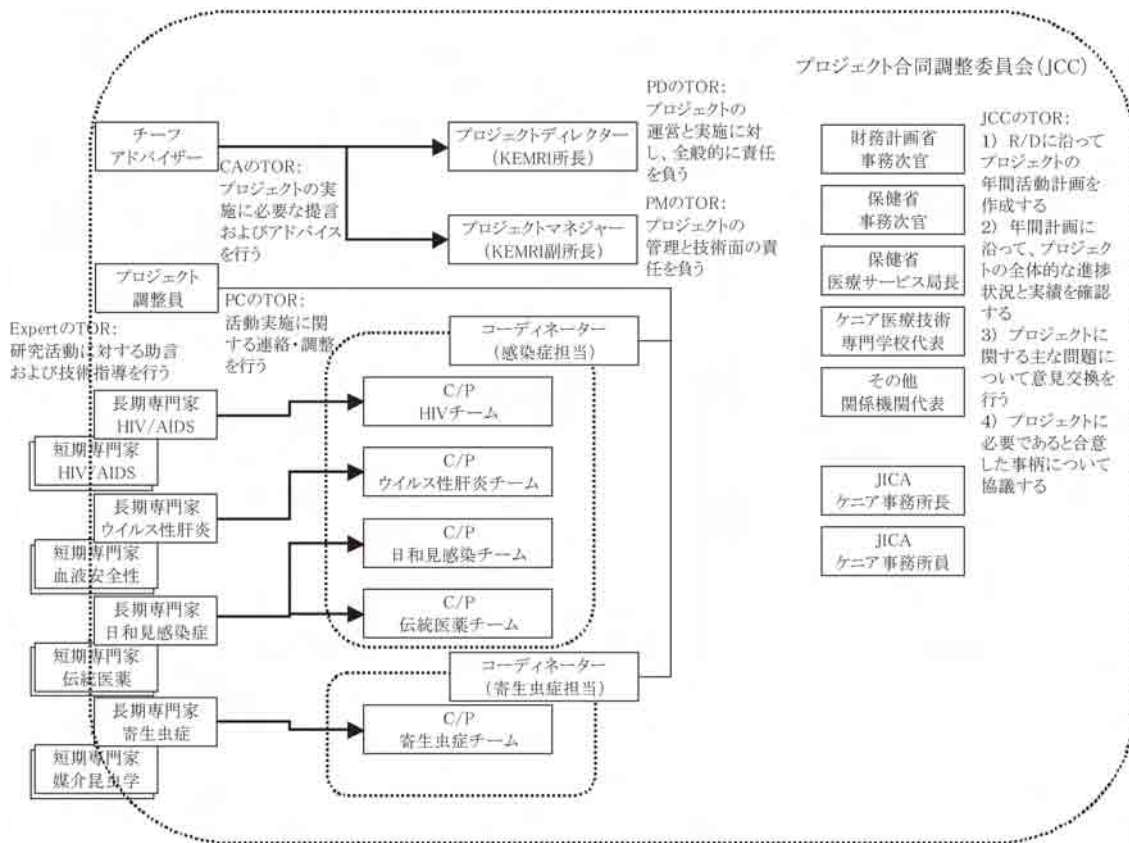 プロジェクト合同調整委員会(JCC)
チーフ
アドバイザー
CAのTOR:
プロジェクトの実
施に必要な提言
およびアドバイス
を行う
プロジェクトディレクター
(KEMRI所長)
PDのTOR:
プロジェクトの
運営と実施に対
し、全般的に責任
を負う
プロジェクトマネジャー
(KEMRI副所長)
PMのTOR:
プロジェクトの
管理と技術面の責
任を負う
プロジェクト
調整員
PCのTOR:
活動実施に関
する連絡・調整
を行う
ExpertのTOR:
研究活動に対する助言
および技術指導を行う
コーディネーター
(感染症担当)
長期専門家
HIV/AIDS
C/P
HIVチーム
短期専門家
HIV/AIDS
長期専門家
ウイルス性肝炎
C/P
ウイルス性肝炎チーム
短期専門家
血液安全性
C/P
日和見感染チーム
長期専門家
日和見感染症
C/P
伝統医薬チーム
短期専門家
伝統医薬
コーディネーター
(寄生虫症担当)
長期専門家
寄生虫症
C/P
寄生虫症チーム
短期専門家
媒介昆虫学
財務計画省
事務次官
保健省
事務次官
保健省
医療サービス局長
ケニア医療技術
専門学校代表
その他
関係機関代表
JICA
ケニア事務所長
JICA
ケニア事務所員
JCCのTOR:
1) R/Dに沿って
プロジェクトの
年間活動計画を
作成する
2) 年間計画に
沿って、プロジェク
トの全体的な進捗
状況と実績を確認
する
3) プロジェクトに
関する主な問題に
ついて意見交換を
行う
4) プロジェクトに
必要であると合意
した事柄について
協議する